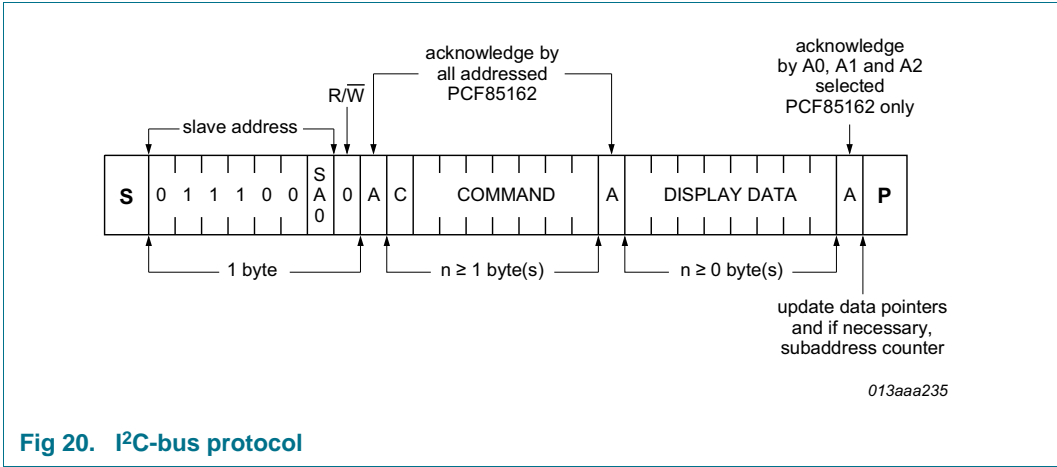 acknowledge by
all addressed
PCF85162
acknowledge
by A0, A1 and A2
selected
PCF85162 only
R/W̅
slave address
S 0 1 1 1 0 0 SA0 0 A C COMMAND A DISPLAY DATA A P
1 byte
n ≥ 1 byte(s)
n ≥ 0 byte(s)
update data pointers
and if necessary,
subaddress counter
013aaa235
Fig 20. I²C-bus protocol